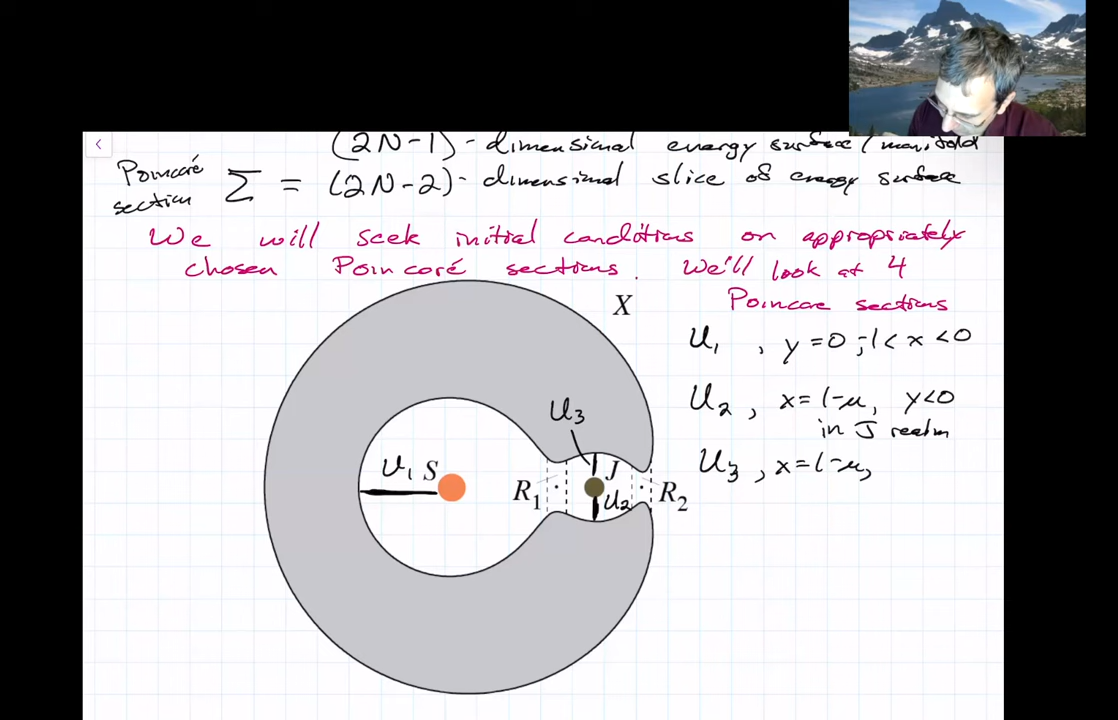 (2N-1)-dimensional energy surface/manifold
Poincaré section Σ = (2N-2)-dimensional slice of energy surface
We will seek initial conditions on appropriately
chosen Poincaré sections. We'll look at 4
Poincare sections
X
U₁, y=0; -1<x<0
U₂, x=1-μ, y<0
in J realm
U₃, x=1-μ,
U₃
U₁ S
J
R₁
U₂
R₂
<